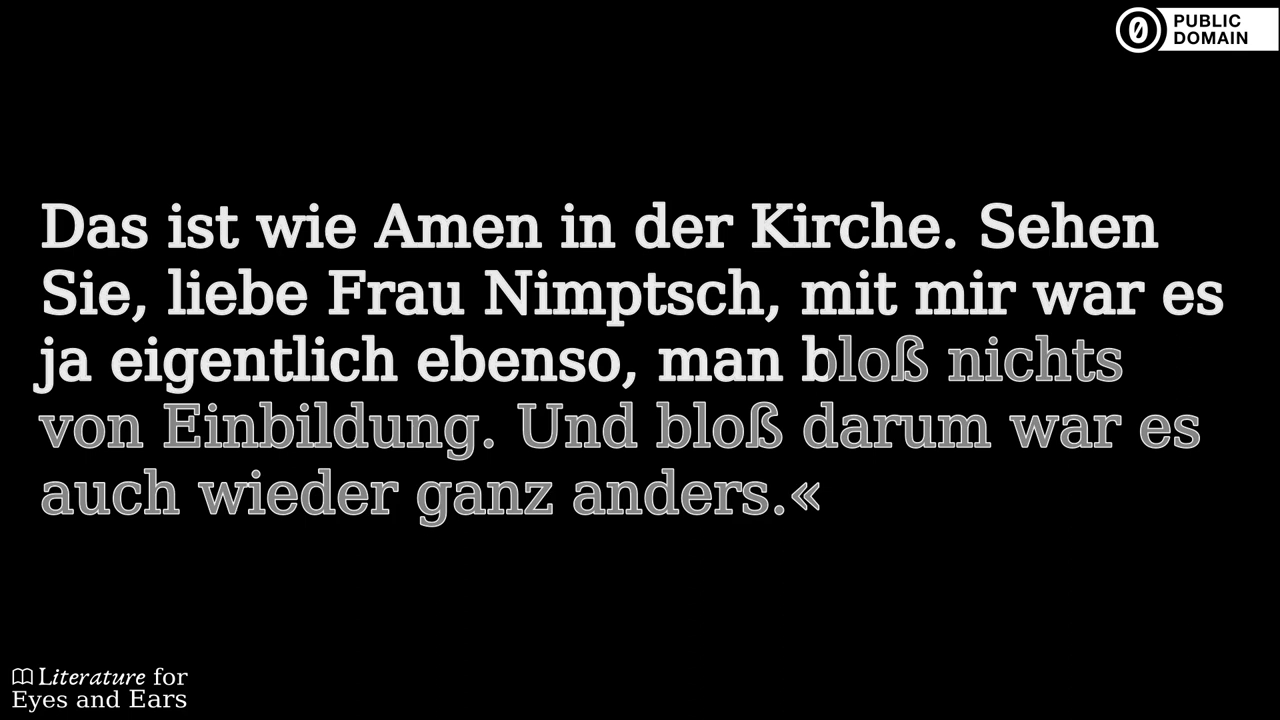 PUBLIC
DOMAIN
Das ist wie Amen in der Kirche. Sehen
Sie, liebe Frau Nimptsch, mit mir war es
ja eigentlich ebenso, man bloß nichts
von Einbildung. Und bloß darum war es
auch wieder ganz anders.«
Literature for
Eyes and Ears